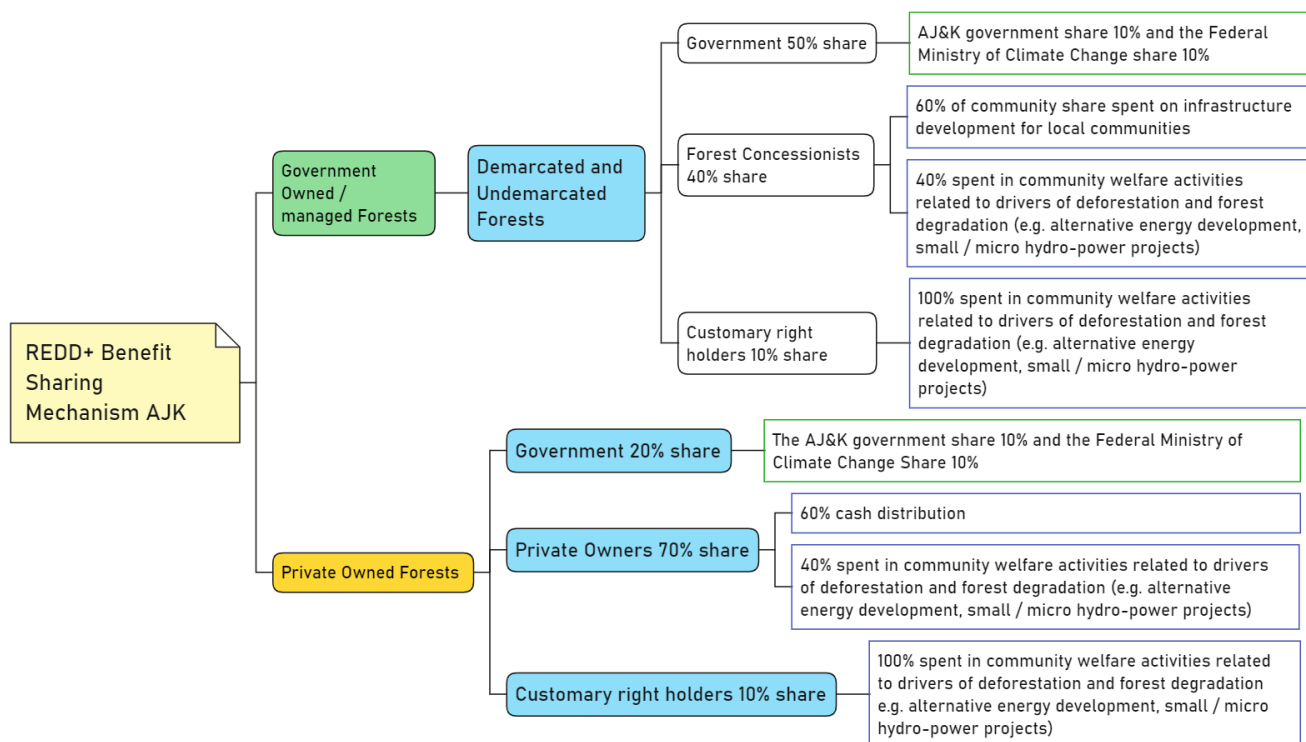 REDD+ Benefit
Sharing
Mechanism AJK
Government
Owned /
managed Forests
Demarcated and
Undemarcated
Forests
Government 50% share
AJ&K government share 10% and the Federal
Ministry of Climate Change share 10%
Forest Concessionists
40% share
60% of community share spent on infrastructure
development for local communities
40% spent in community welfare activities
related to drivers of deforestation and forest
degradation (e.g. alternative energy development,
small / micro hydro-power projects)
Customary right
holders 10% share
100% spent in community welfare activities
related to drivers of deforestation and forest
degradation (e.g. alternative energy
development, small / micro hydro-power
projects)
Private Owned Forests
Government 20% share
The AJ&K government share 10% and the Federal Ministry of
Climate Change Share 10%
Private Owners 70% share
60% cash distribution
40% spent in community welfare activities related to drivers
of deforestation and forest degradation (e.g. alternative
energy development, small / micro hydro-power projects)
Customary right holders 10% share
100% spent in community welfare activities related
to drivers of deforestation and forest degradation
e.g. alternative energy development, small / micro
hydro-power projects)